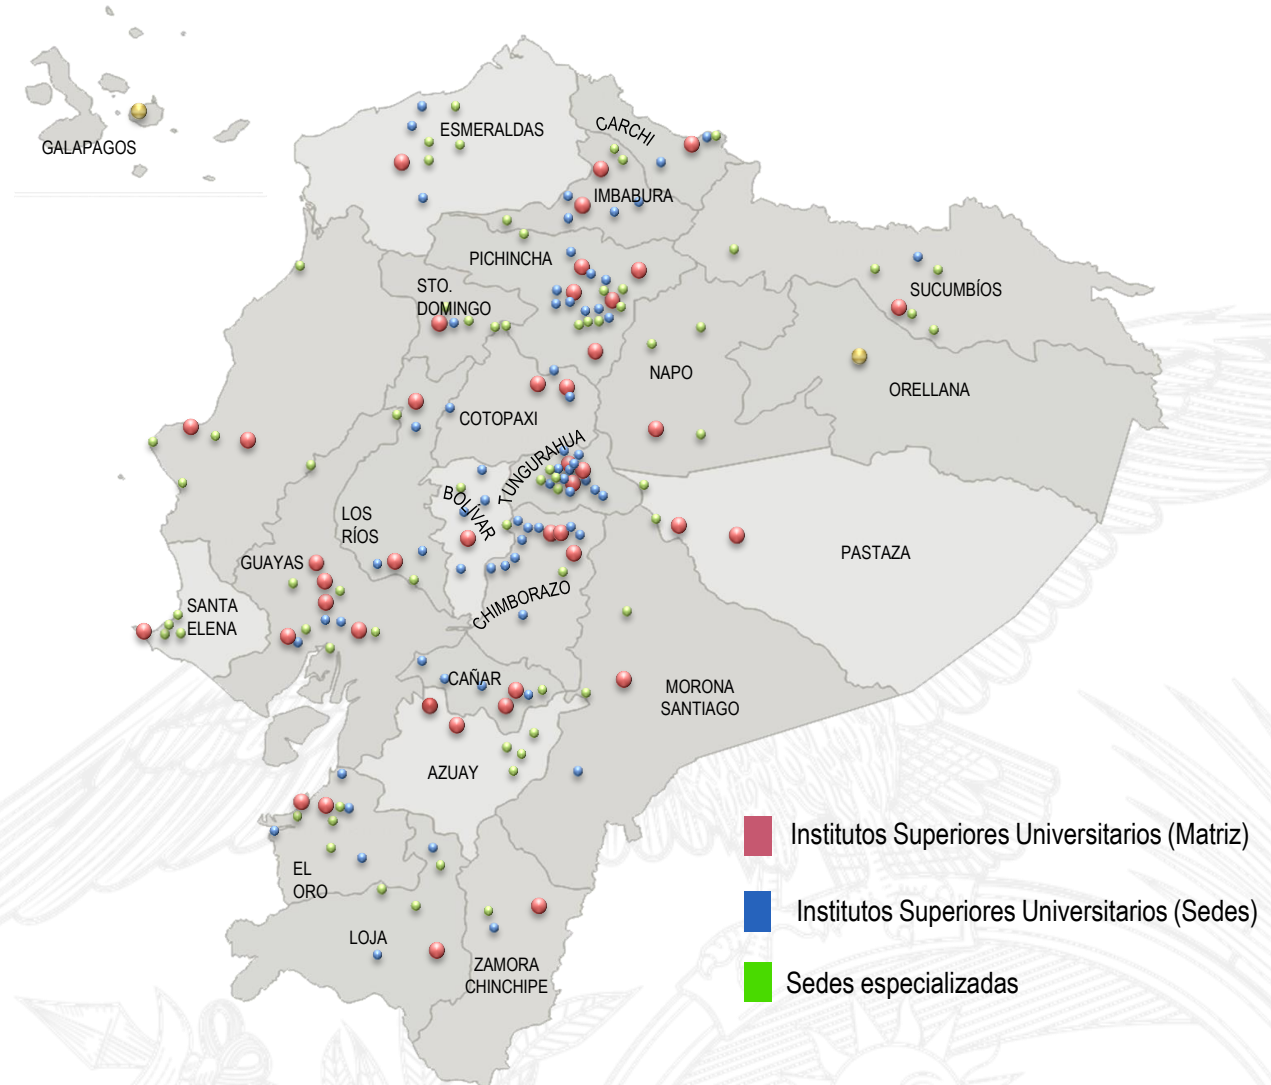 GALAPAGOS
ESMERALDAS
CARCHI
IMBABURA
PICHINCHA
STO.
DOMINGO
SUCUMBÍOS
NAPO
ORELLANA
COTOPAXI
TUNGURAHUA
BOLÍVAR
LOS
RÍOS
PASTAZA
GUAYAS
CHIMBORAZO
SANTA
ELENA
CAÑAR
MORONA
SANTIAGO
AZUAY
EL
ORO
LOJA
ZAMORA
CHINCHIPE
Institutos Superiores Universitarios (Matriz)
Institutos Superiores Universitarios (Sedes)
Sedes especializadas